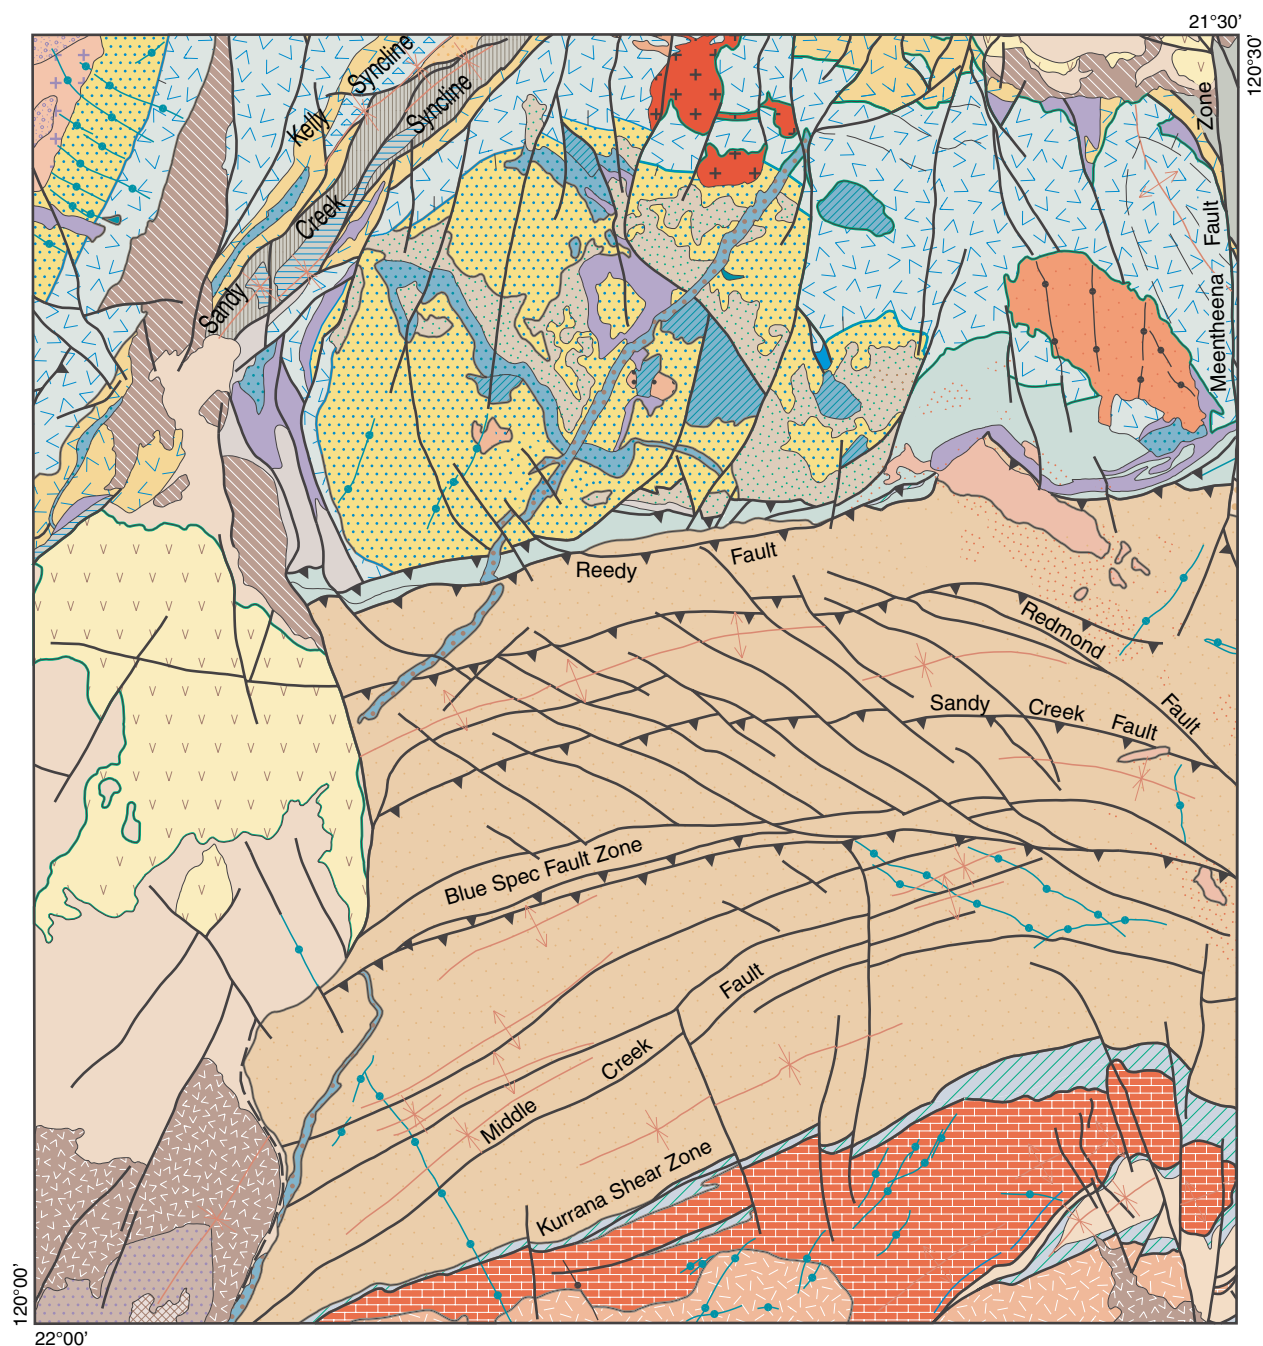 21°30'
120°30'
Kelly Syncline
Sandy Creek Syncline
Meentheena Fault Zone
Reedy Fault
Redmond Fault
Sandy Creek Fault
Blue Spec Fault Zone
Middle Creek Fault
Kurrana Shear Zone
120°00'
22°00'